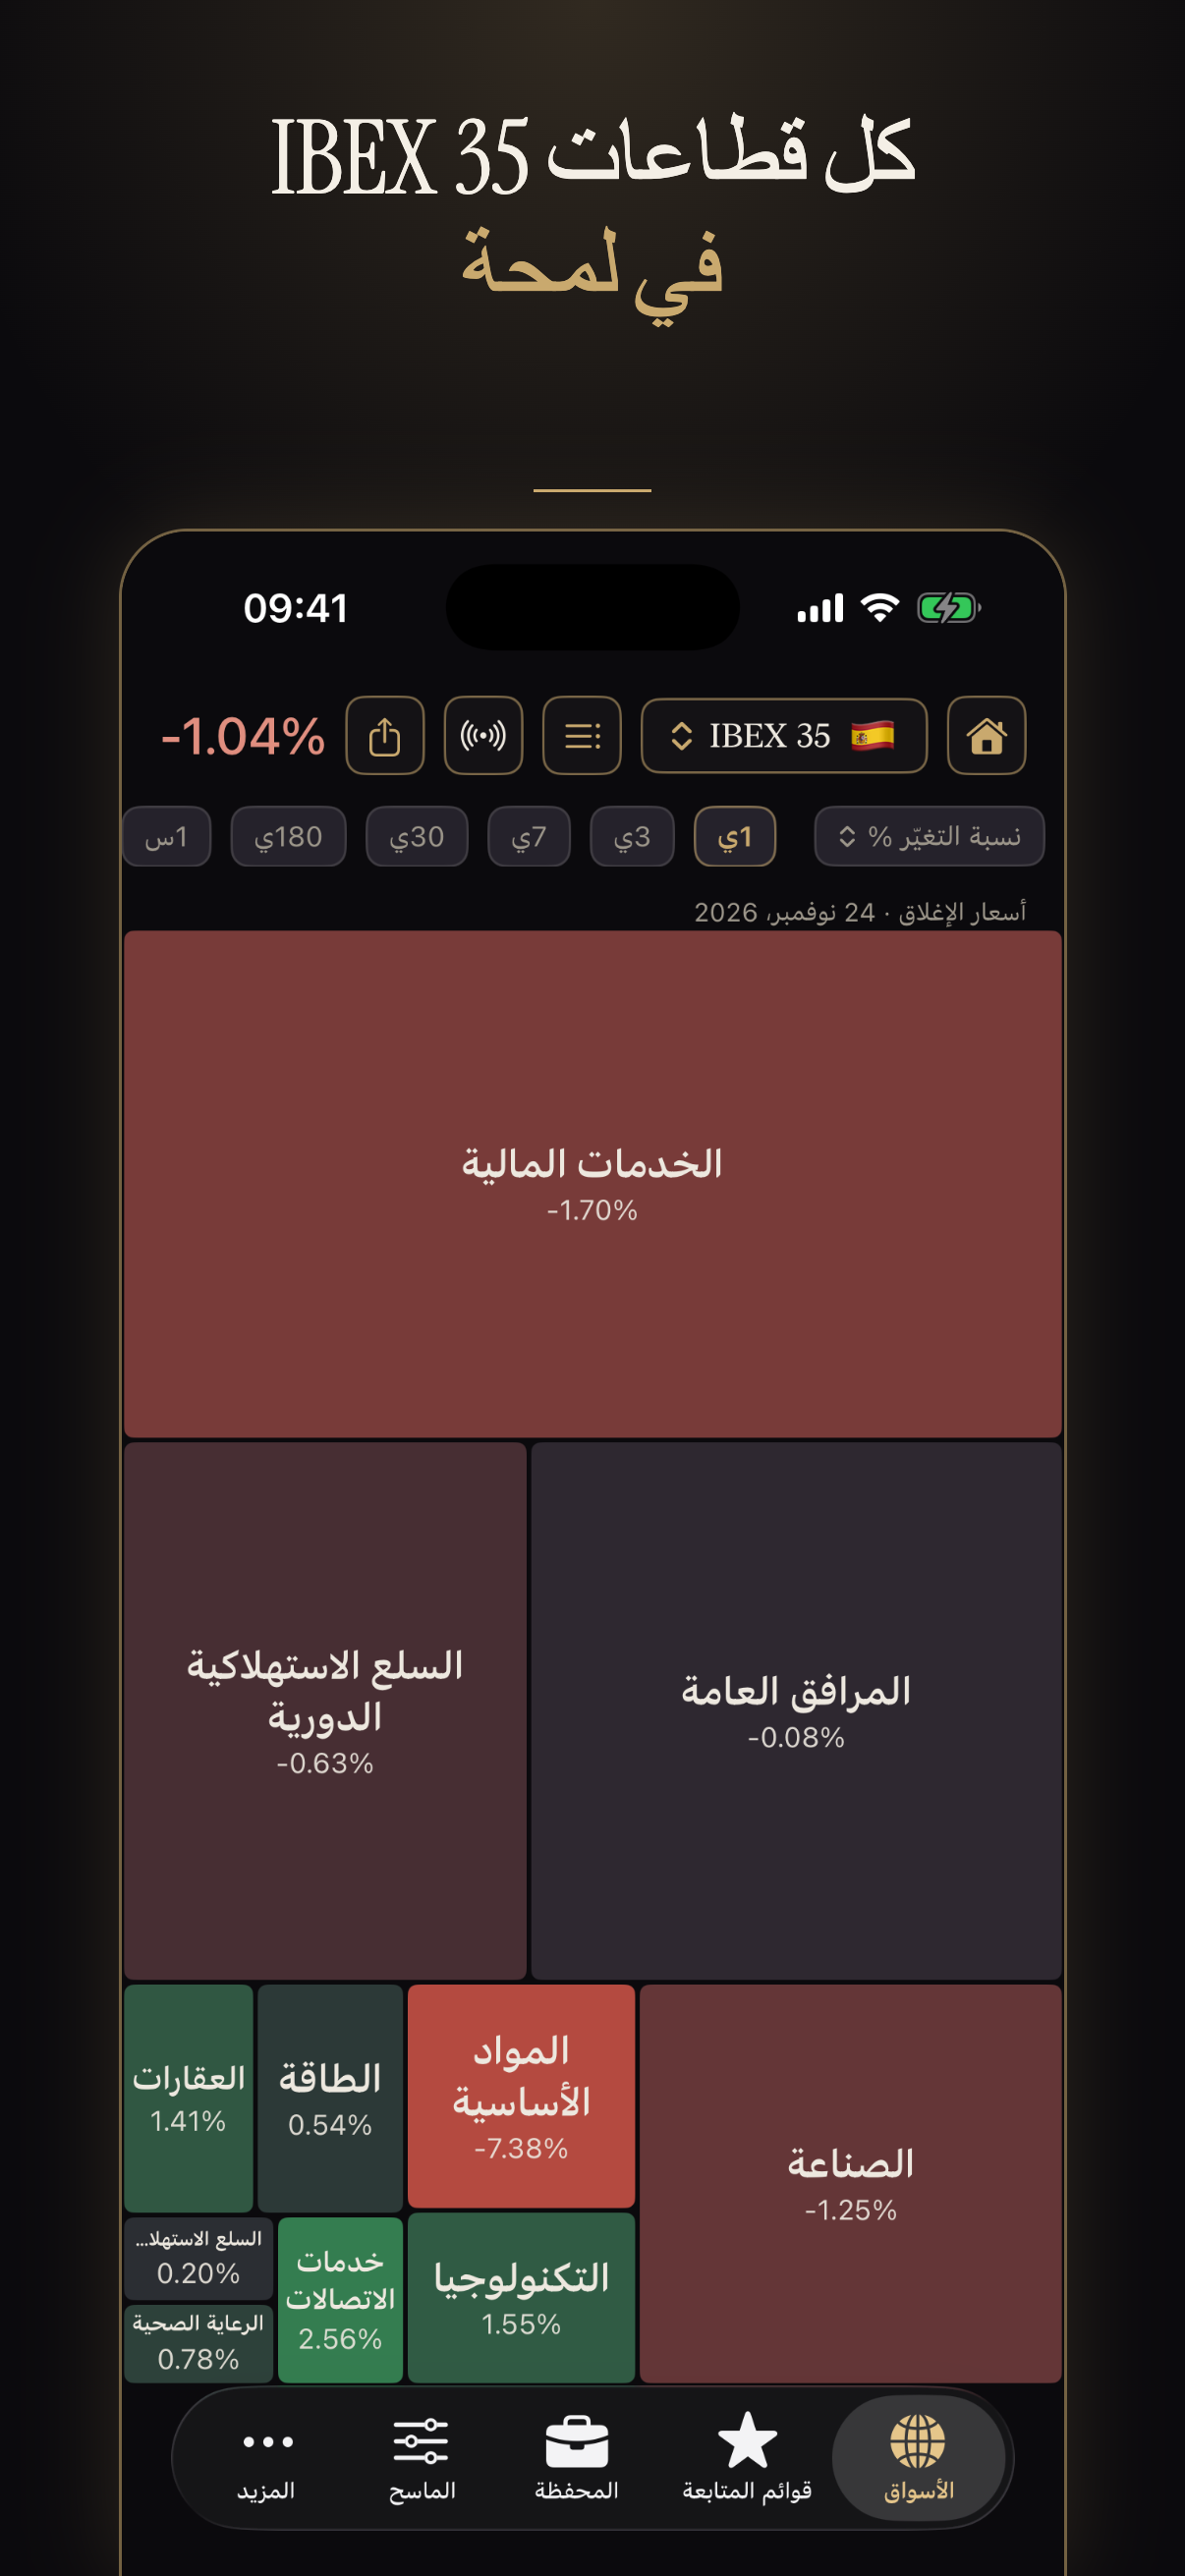 كل قطاعات IBEX 35
في لمحة
09:41
IBEX 35
-1.04%
نسبة التغيّر %
1ي
3ي
7ي
30ي
180ي
1س
أسعار الإغلاق · 24 نوفمبر، 2026
الخدمات المالية
-1.70%
المرافق العامة
-0.08%
السلع الاستهلاكية
الدورية
-0.63%
الصناعة
-1.25%
المواد
الأساسية
-7.38%
الطاقة
0.54%
العقارات
1.41%
التكنولوجيا
1.55%
خدمات
الاتصالات
2.56%
السلع الاستهلا...
0.20%
الرعاية الصحية
0.78%
الأسواق
قوائم المتابعة
المحفظة
الماسح
المزيد